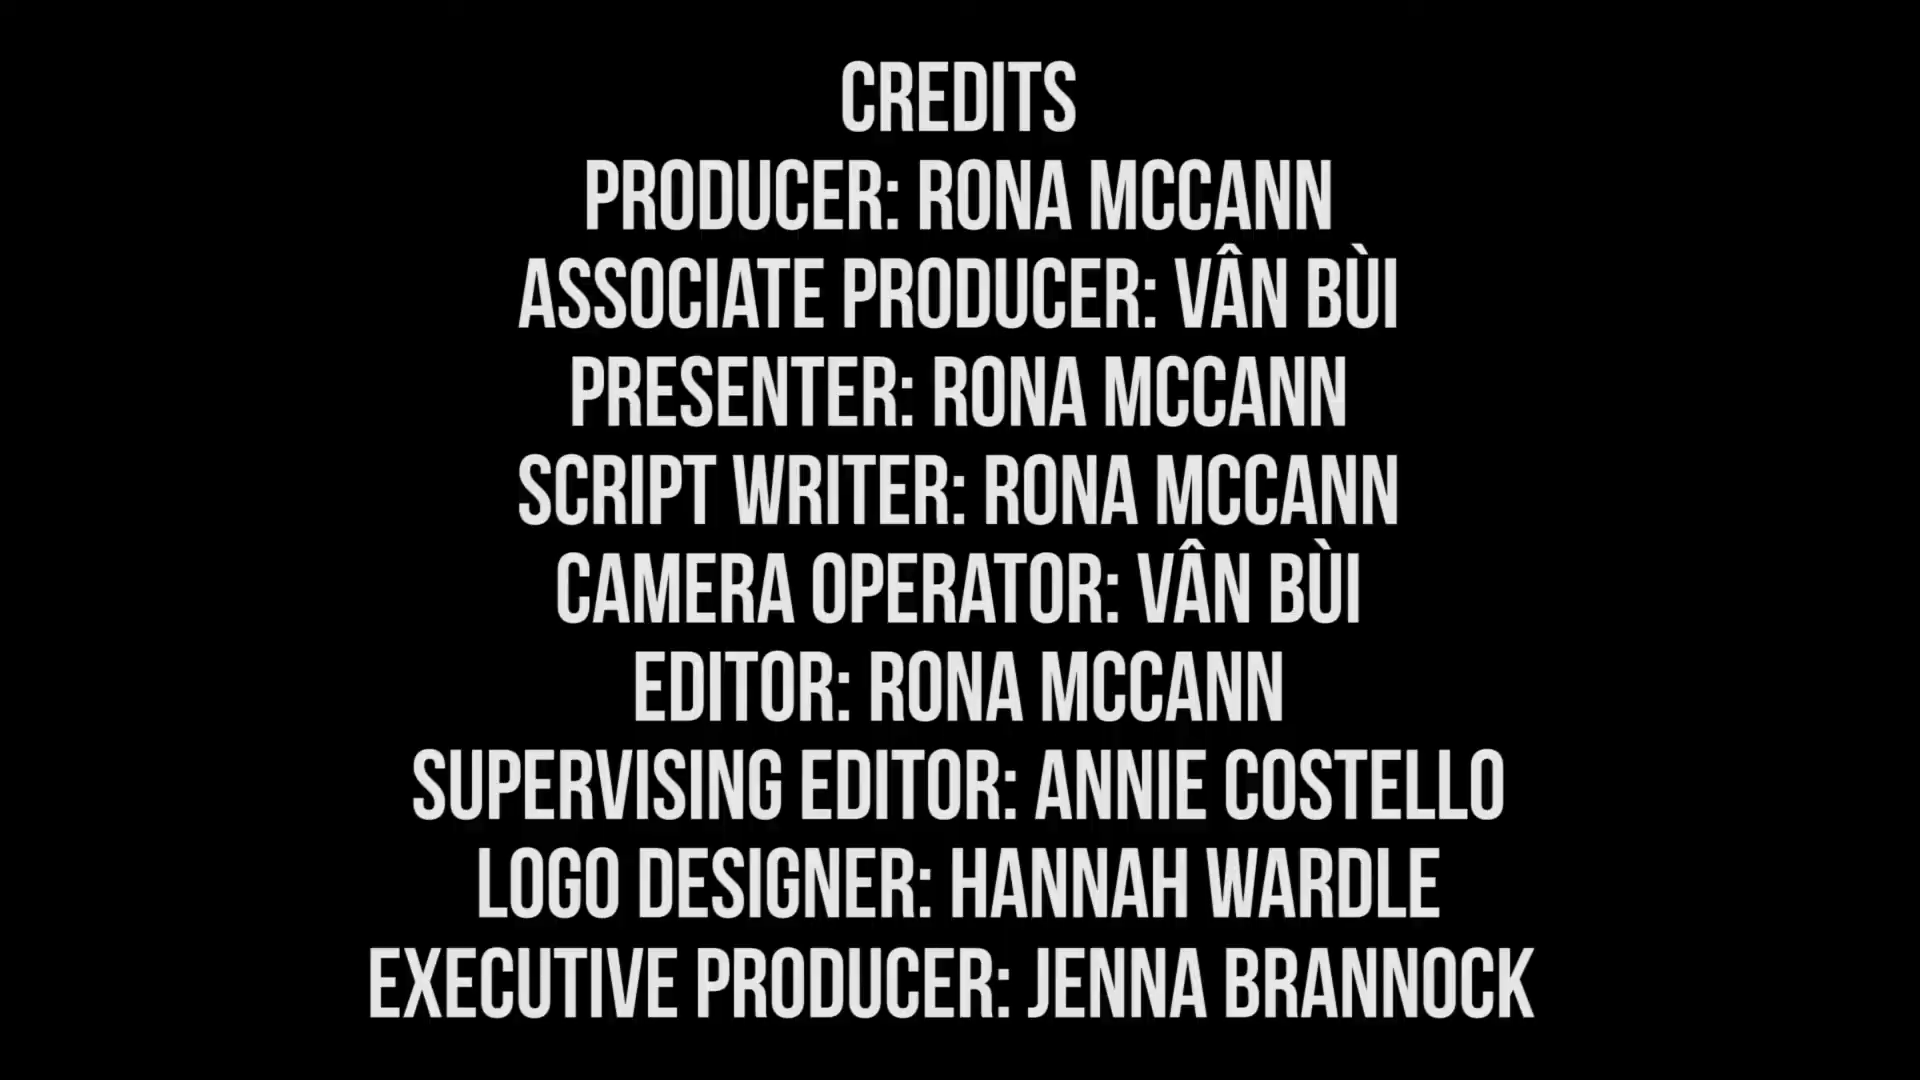 CREDITS
PRODUCER: RONA MCCANN
ASSOCIATE PRODUCER: VÂN BÙI
PRESENTER: RONA MCCANN
SCRIPT WRITER: RONA MCCANN
CAMERA OPERATOR: VÂN BÙI
EDITOR: RONA MCCANN
SUPERVISING EDITOR: ANNIE COSTELLO
LOGO DESIGNER: HANNAH WARDLE
EXECUTIVE PRODUCER: JENNA BRANNOCK